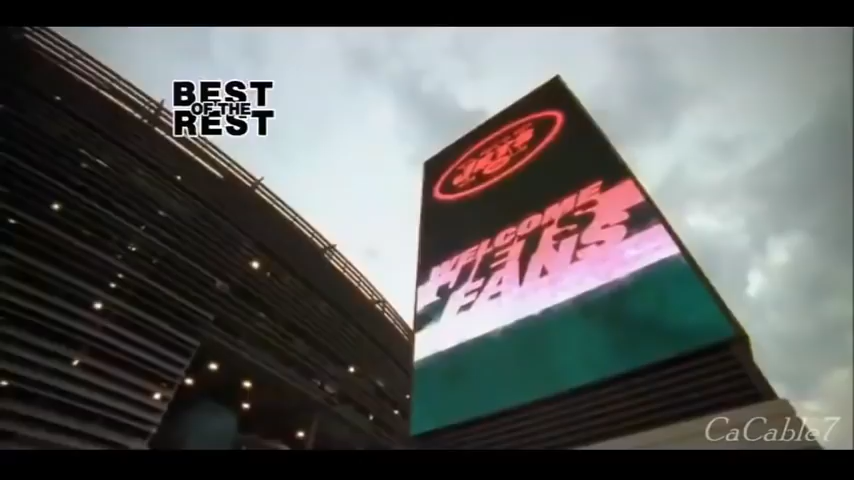 BEST
OF THE
REST
WELCOME
JETS
FANS
CaCable7